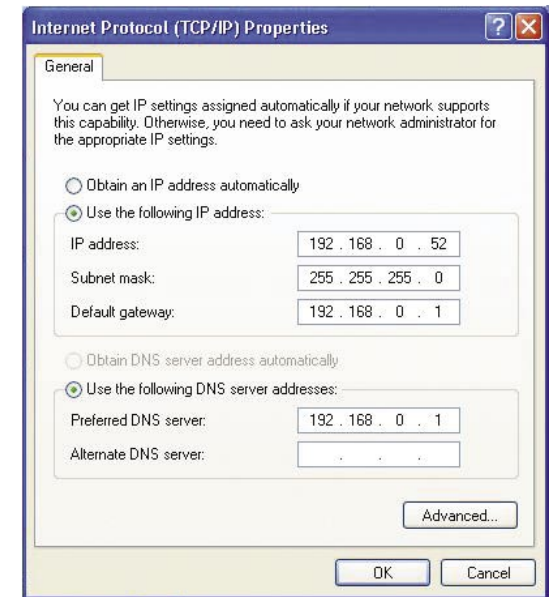 Internet Protocol (TCP/IP) Properties
General
You can get IP settings assigned automatically if your network supports
this capability. Otherwise, you need to ask your network administrator for
the appropriate IP settings.
Obtain an IP address automatically
Use the following IP address:
IP address: 192 . 168 . 0 . 52
Subnet mask: 255 . 255 . 255 . 0
Default gateway: 192 . 168 . 0 . 1
Obtain DNS server address automatically
Use the following DNS server addresses:
Preferred DNS server: 192 . 168 . 0 . 1
Alternate DNS server: . . .
Advanced...
OK Cancel